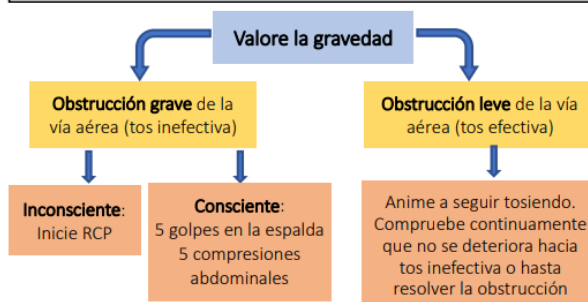 Valore la gravedad
Obstrucción grave de la
vía aérea (tos inefectiva)
Obstrucción leve de la vía
aérea (tos efectiva)
Inconsciente:
Inicie RCP
Consciente:
5 golpes en la espalda
5 compresiones
abdominales
Anime a seguir tosiendo.
Compruebe continuamente
que no se deteriora hacia
tos inefectiva o hasta
resolver la obstrucción